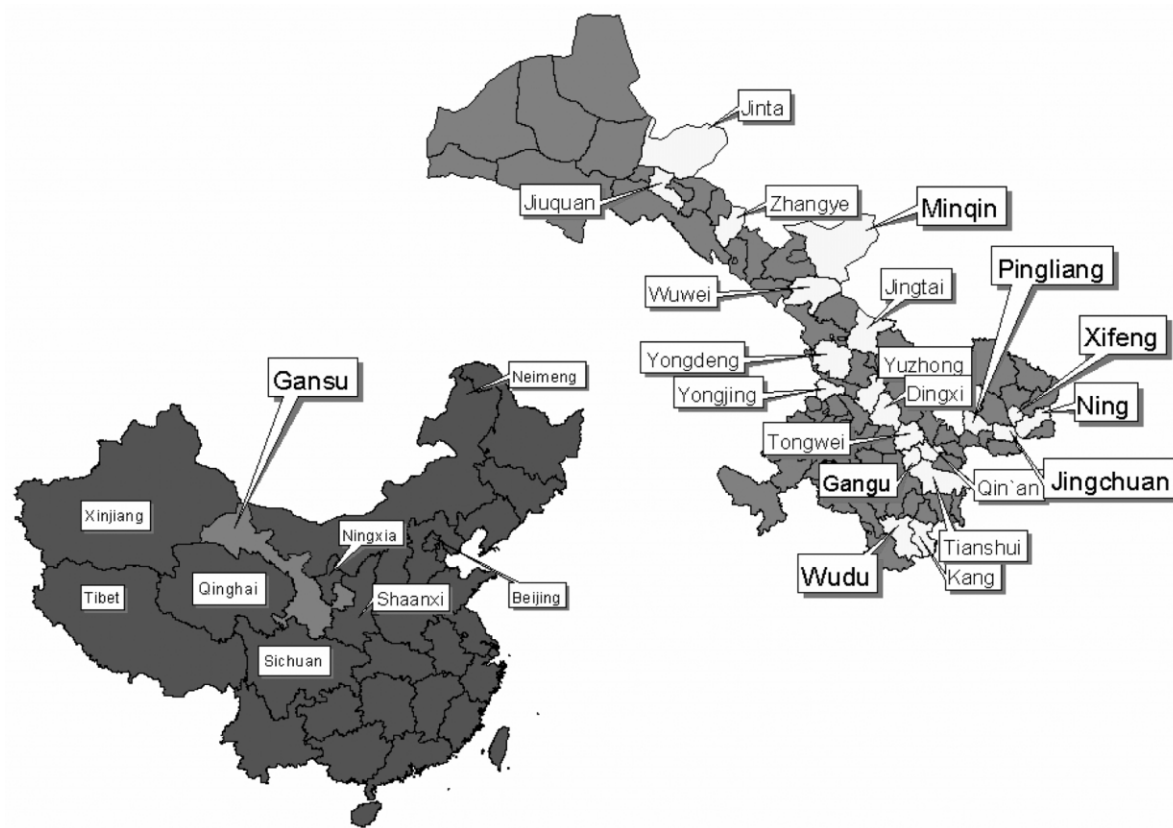 Jinta
Jiuquan
Zhangye
Minqin
Pingliang
Wuwei
Jingtai
Xifeng
Yongdeng
Yuzhong
Gansu
Neimeng
Yongjing
Dingxi
Ning
Tongwei
Gangu
Qin`an
Jingchuan
Xinjiang
Ningxia
Tianshui
Wudu
Kang
Tibet
Qinghai
Shaanxi
Beijing
Sichuan